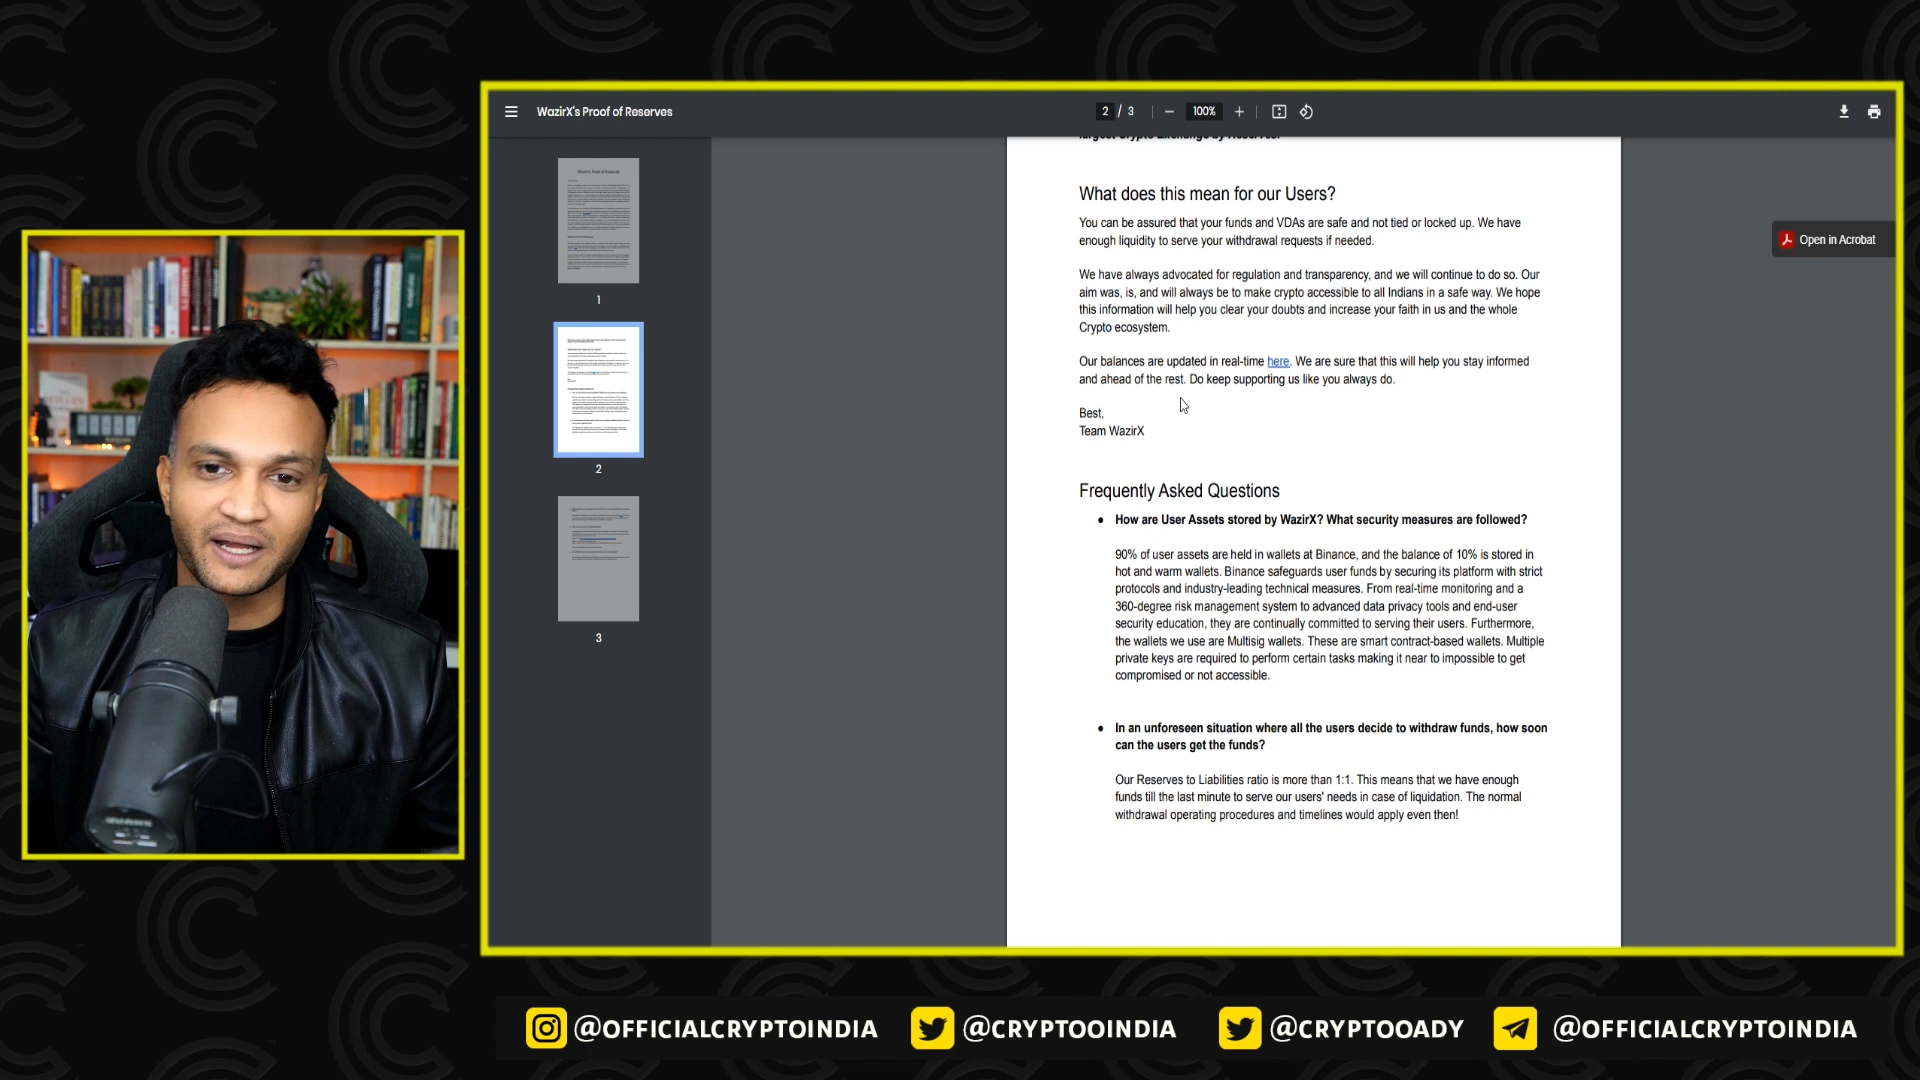 WazirX's Proof of Reserves
2 / 3
100%
1
2
3
largest Crypto Exchange by Reserves.
What does this mean for our Users?
You can be assured that your funds and VDAs are safe and not tied or locked up. We have
enough liquidity to serve your withdrawal requests if needed.
We have always advocated for regulation and transparency, and we will continue to do so. Our
aim was, is, and will always be to make crypto accessible to all Indians in a safe way. We hope
this information will help you clear your doubts and increase your faith in us and the whole
Crypto ecosystem.
Our balances are updated in real-time here. We are sure that this will help you stay informed
and ahead of the rest. Do keep supporting us like you always do.
Best,
Team WazirX
Frequently Asked Questions
• How are User Assets stored by WazirX? What security measures are followed?
90% of user assets are held in wallets at Binance, and the balance of 10% is stored in
hot and warm wallets. Binance safeguards user funds by securing its platform with strict
protocols and industry-leading technical measures. From real-time monitoring and a
360-degree risk management system to advanced data privacy tools and end-user
security education, they are continually committed to serving their users. Furthermore,
the wallets we use are Multisig wallets. These are smart contract-based wallets. Multiple
private keys are required to perform certain tasks making it near to impossible to get
compromised or not accessible.
• In an unforeseen situation where all the users decide to withdraw funds, how soon
can the users get the funds?
Our Reserves to Liabilities ratio is more than 1:1. This means that we have enough
funds till the last minute to serve our users' needs in case of liquidation. The normal
withdrawal operating procedures and timelines would apply even then!
Open in Acrobat
@OFFICIALCRYPTOINDIA
@CRYPTOOINDIA
@CRYPTOOADY
@OFFICIALCRYPTOINDIA